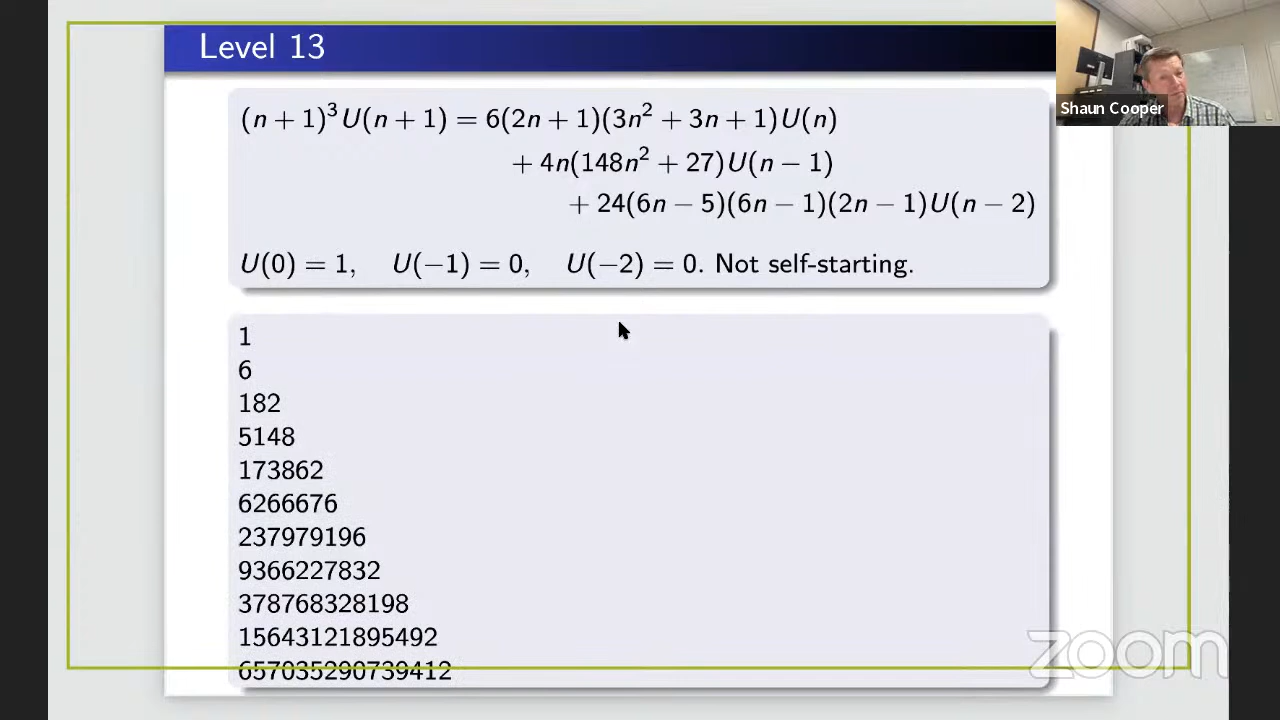 Level 13
Shaun Cooper
(n + 1)³U(n + 1) = 6(2n + 1)(3n² + 3n + 1)U(n)
+ 4n(148n² + 27)U(n − 1)
+ 24(6n − 5)(6n − 1)(2n − 1)U(n − 2)
U(0) = 1, U(−1) = 0, U(−2) = 0. Not self-starting.
1
6
182
5148
173862
6266676
237979196
9366227832
378768328198
15643121895492
657035290739412
zoom